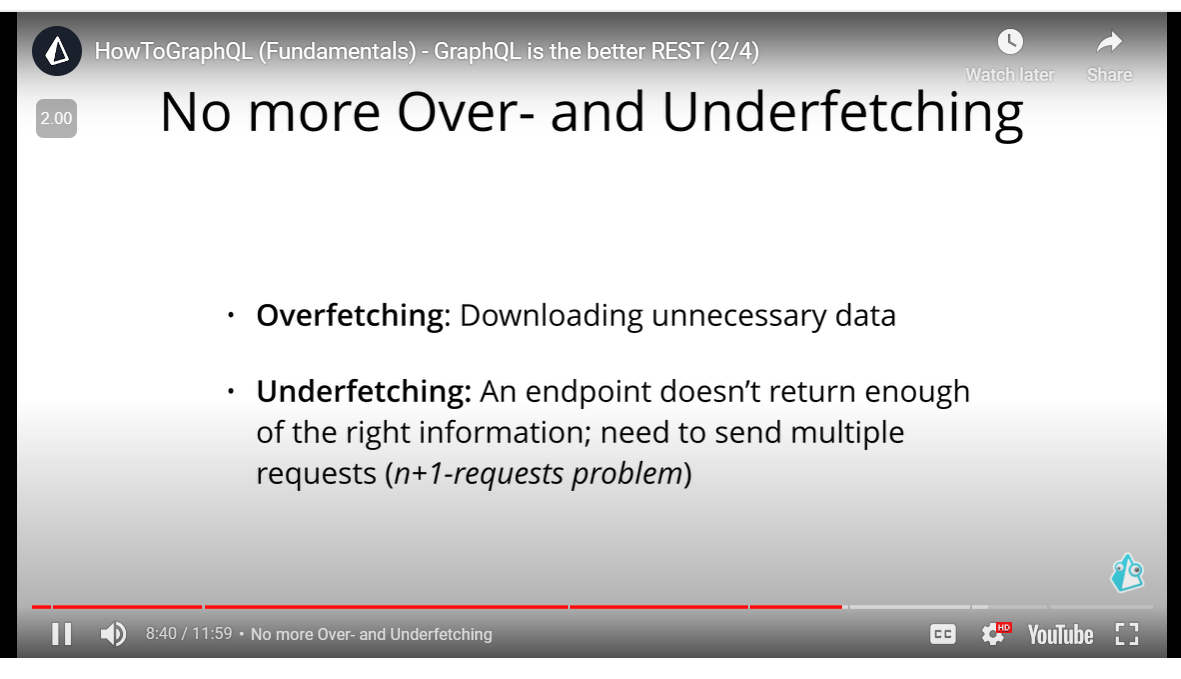 HowToGraphQL (Fundamentals) - GraphQL is the better REST (2/4)
Watch later
Share
2.00
No more Over- and Underfetching
• Overfetching: Downloading unnecessary data
• Underfetching: An endpoint doesn’t return enough
of the right information; need to send multiple
requests (n+1-requests problem)
8:40 / 11:59 • No more Over- and Underfetching
CC
HD
YouTube